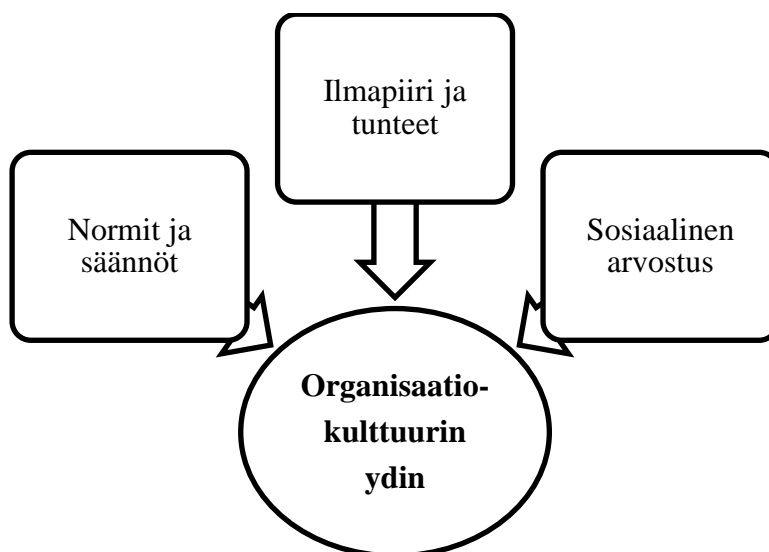 Ilmapiiri ja
tunteet
Normit ja
säännöt
Sosiaalinen
arvostus
Organisaatio-
kulttuurin
ydin